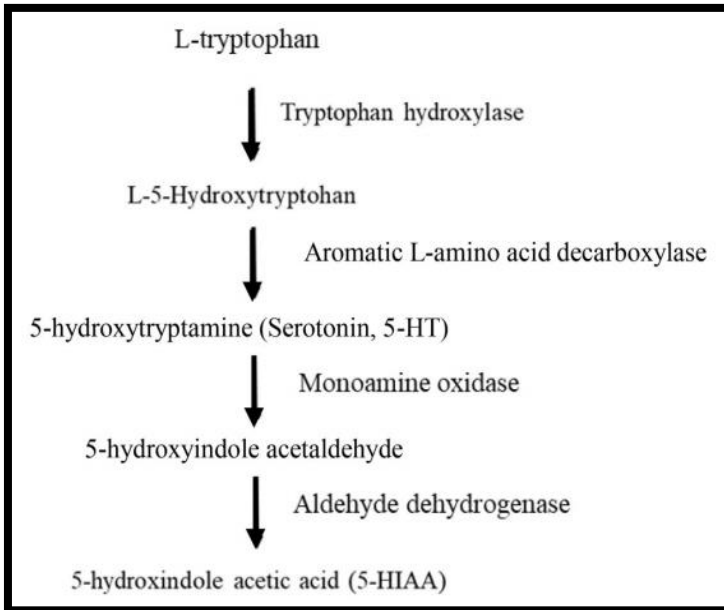 L-tryptophan
Tryptophan hydroxylase
L-5-Hydroxytryptohan
Aromatic L-amino acid decarboxylase
5-hydroxytryptamine (Serotonin, 5-HT)
Monoamine oxidase
5-hydroxyindole acetaldehyde
Aldehyde dehydrogenase
5-hydroxindole acetic acid (5-HIAA)